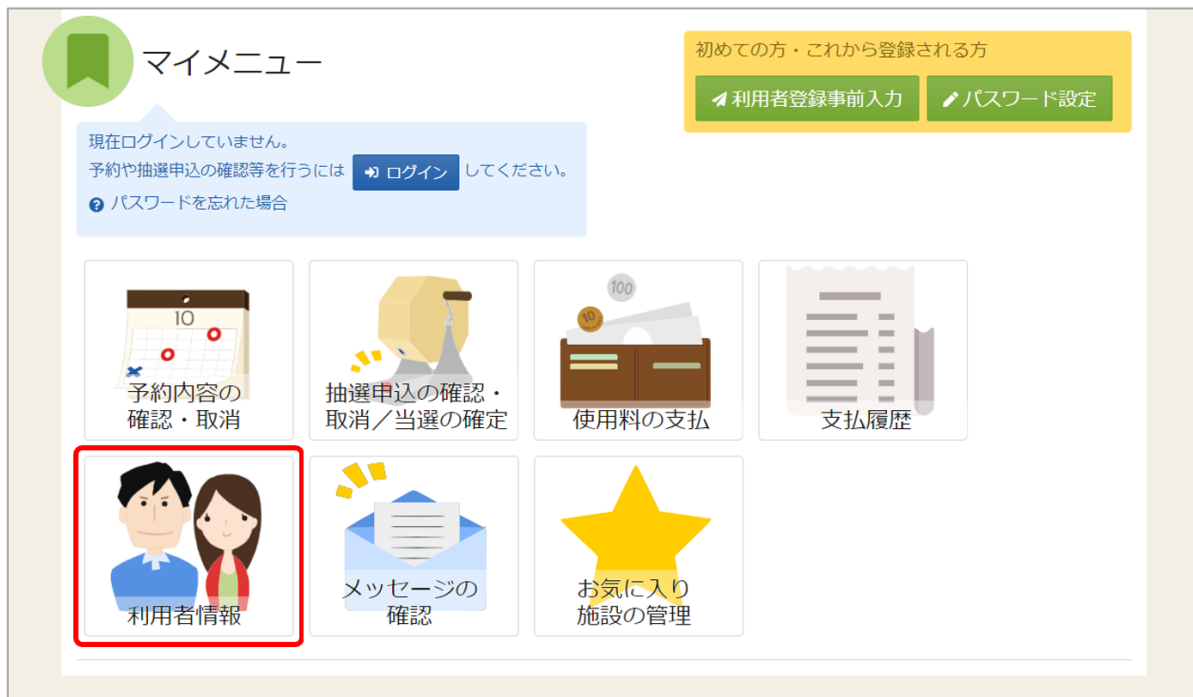 マイメニュー
初めての方・これから登録される方
利用者登録事前入力
パスワード設定
現在ログインしていません。
予約や抽選申込の確認等を行うには ログイン してください。
パスワードを忘れた場合
10
予約内容の
確認・取消
抽選申込の確認・
取消／当選の確定
100
10
使用料の支払
支払履歴
利用者情報
メッセージの
確認
お気に入り
施設の管理